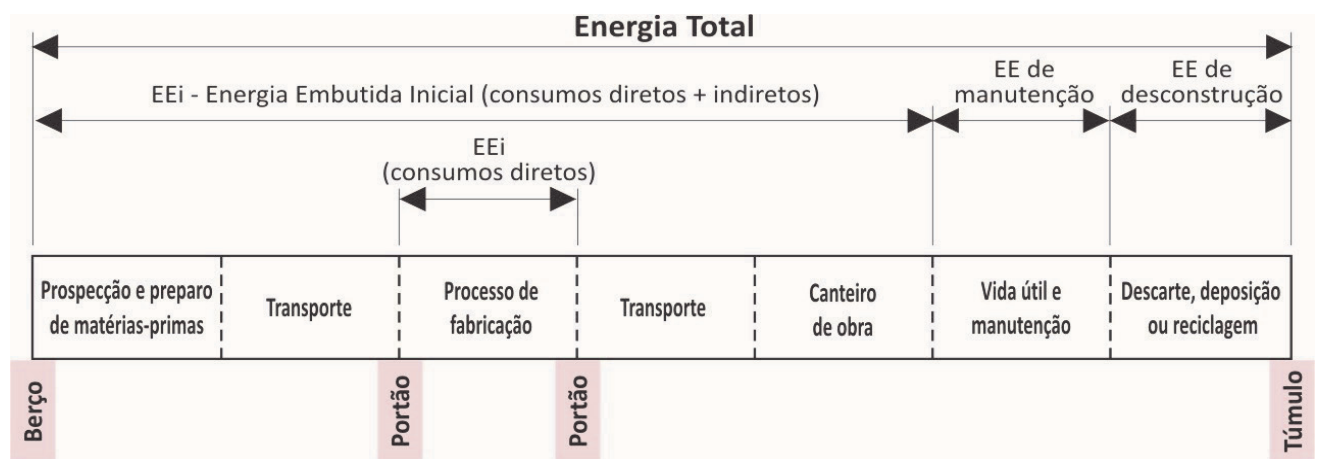 Energia Total
EEi - Energia Embutida Inicial (consumos diretos + indiretos)
EE de
manutenção
EE de
desconstrução
EEi
(consumos diretos)
Prospecção e preparo
de matérias-primas
Transporte
Processo de
fabricação
Transporte
Canteiro
de obra
Vida útil e
manutenção
Descarte, deposição
ou reciclagem
Berço
Portão
Portão
Túmulo